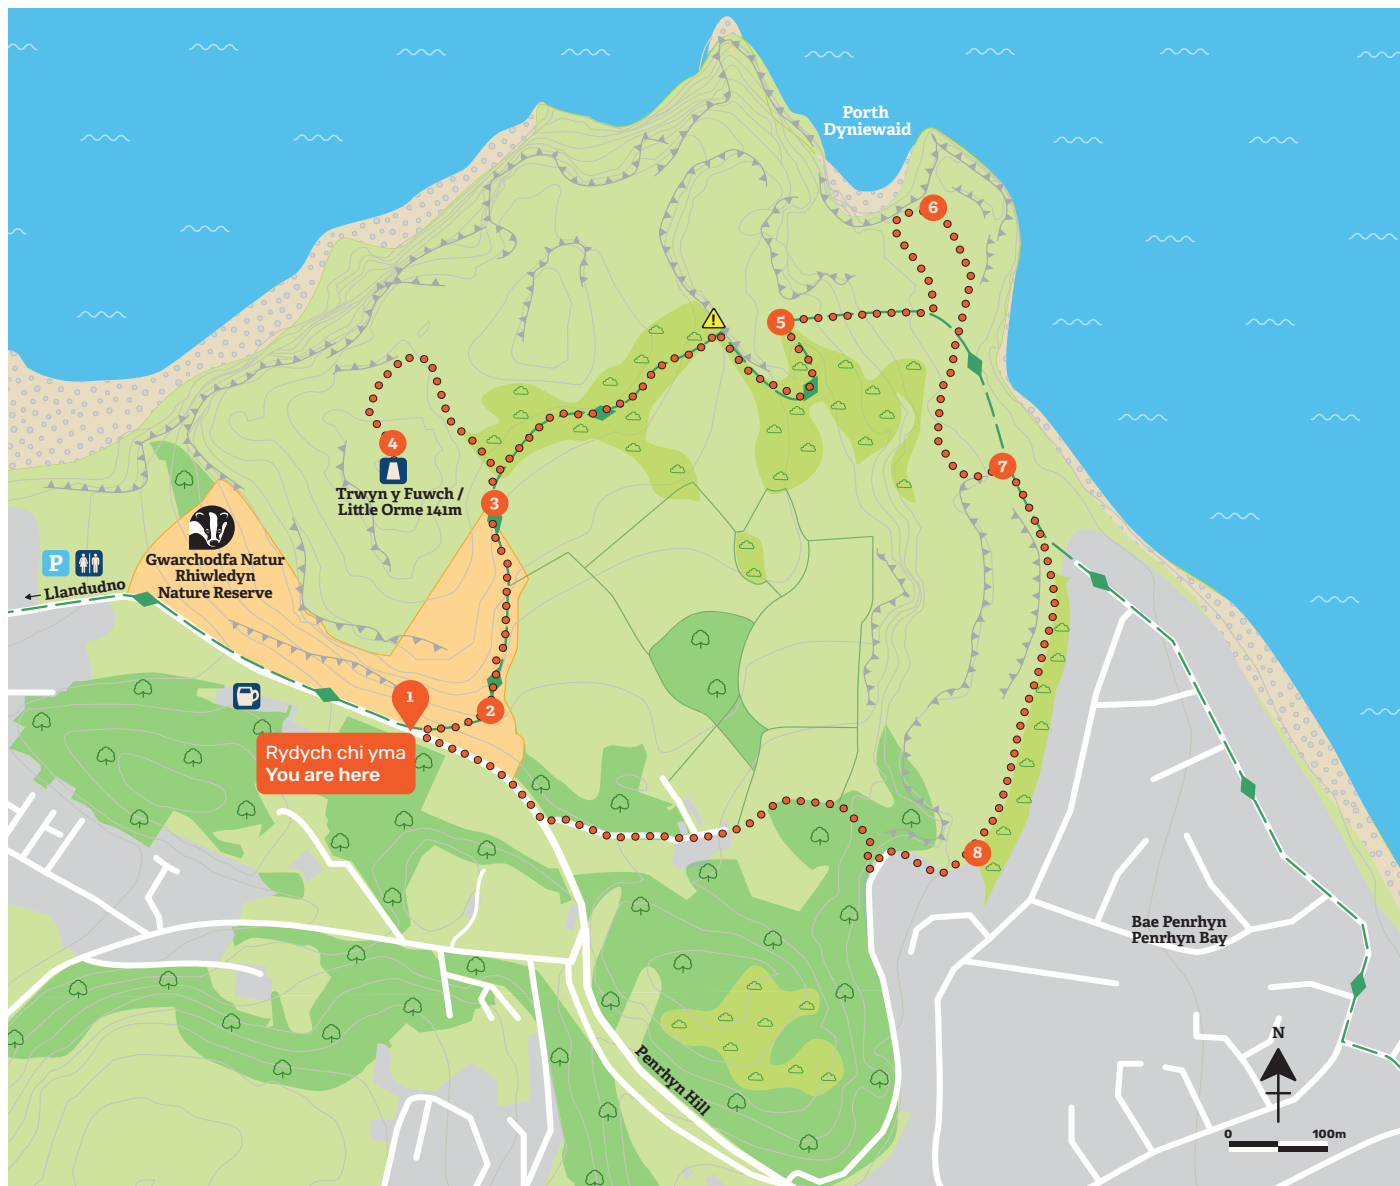 Porth
Dyniewaid
6
5
!
4
Trwyn y Fuwch /
Little Orme 141m
3
7
P
Llandudno
Gwarchodfa Natur
Rhiwledyn
Nature Reserve
1
2
Rydych chi yma
You are here
8
Bae Penrhyn
Penrhyn Bay
Penrhyn Hill
N
0 100m